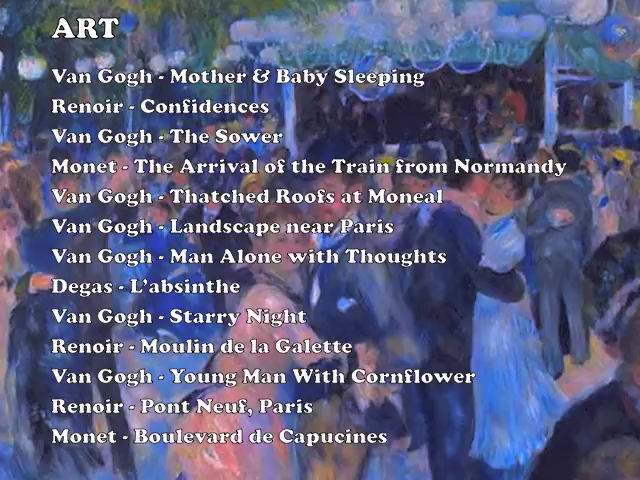 ART
Van Gogh - Mother & Baby Sleeping
Renoir - Confidences
Van Gogh - The Sower
Monet - The Arrival of the Train from Normandy
Van Gogh - Thatched Roofs at Moneal
Van Gogh - Landscape near Paris
Van Gogh - Man Alone with Thoughts
Degas - L'absinthe
Van Gogh - Starry Night
Renoir - Moulin de la Galette
Van Gogh - Young Man With Cornflower
Renoir - Pont Neuf, Paris
Monet - Boulevard de Capucines